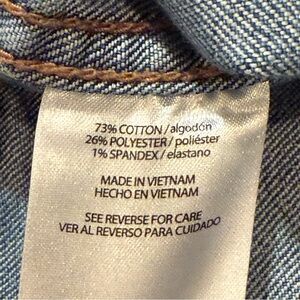 73% COTTON / algodón
26% POLYESTER / poliéster
1% SPANDEX / elastano
MADE IN VIETNAM
HECHO EN VIETNAM
SEE REVERSE FOR CARE
VER AL REVERSO PARA CUIDADO